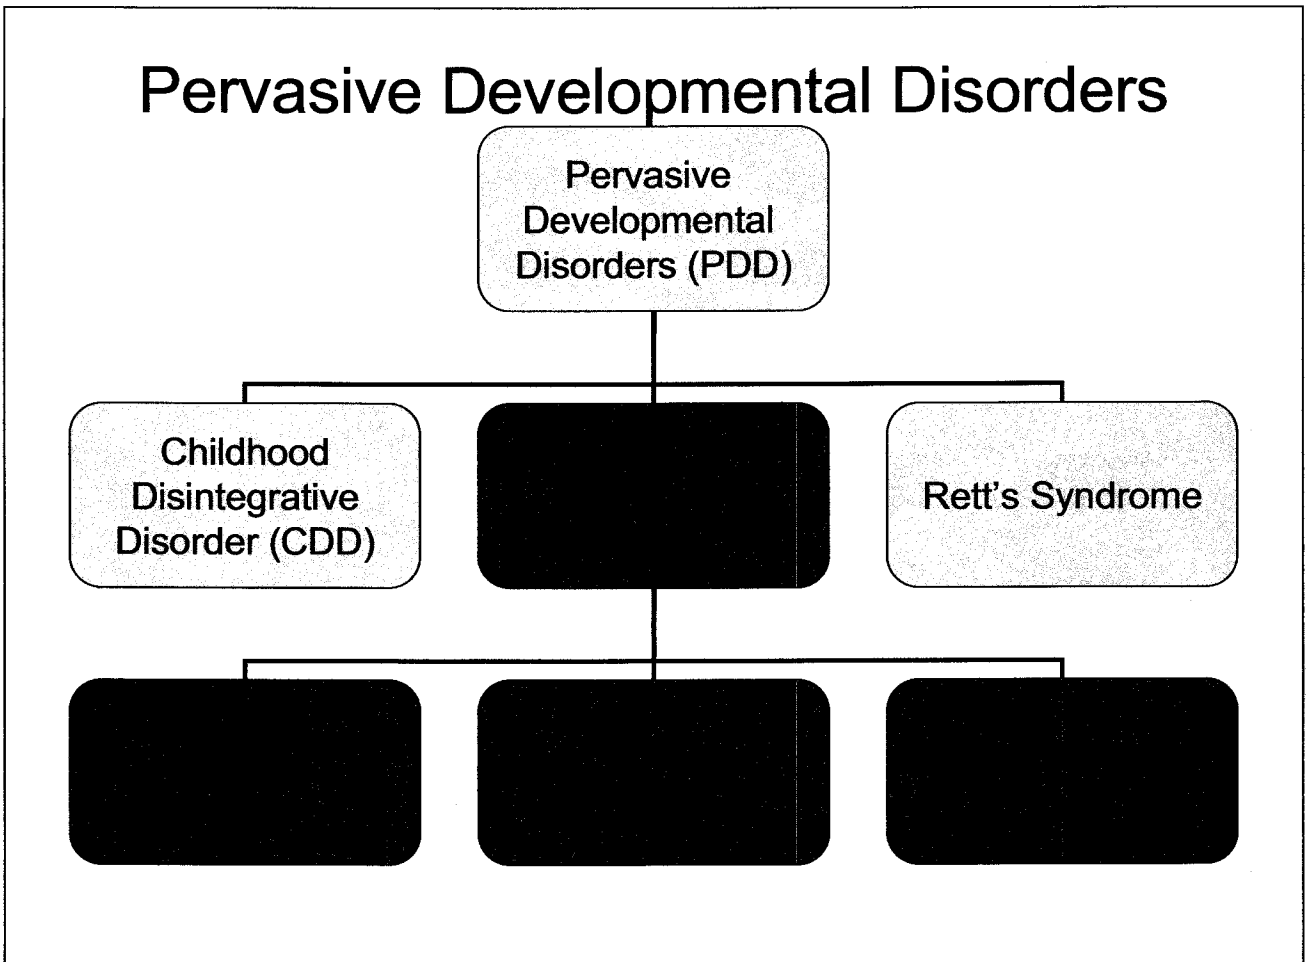 Pervasive Developmental Disorders
Pervasive
Developmental
Disorders (PDD)
Childhood
Disintegrative
Disorder (CDD)
Rett's Syndrome